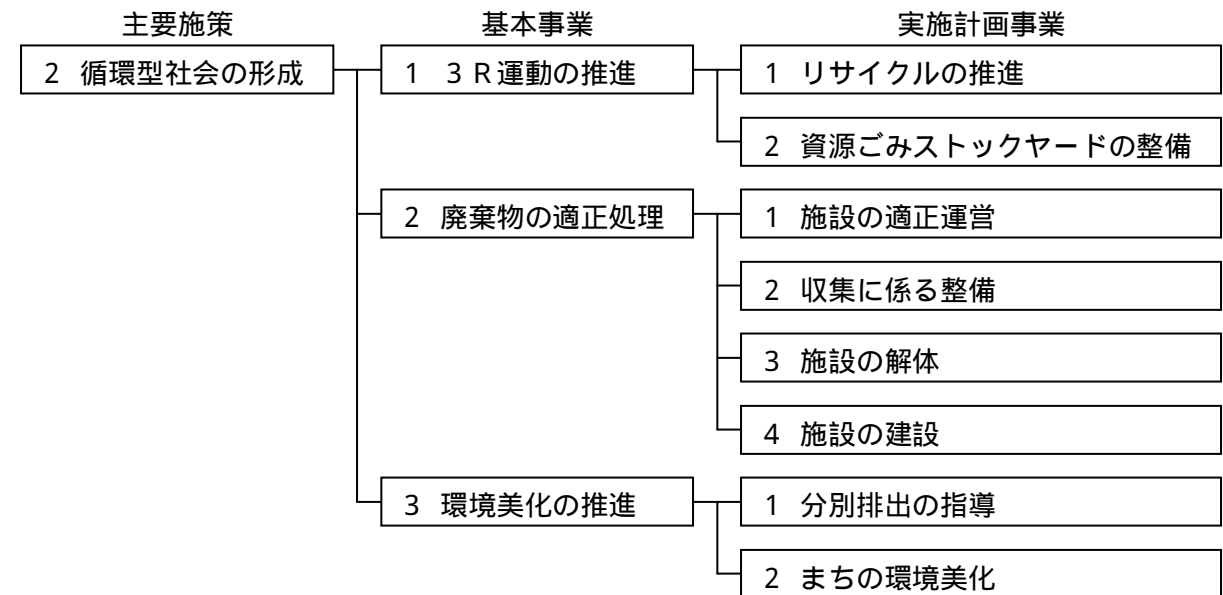 主要施策 基本事業 実施計画事業
2 循環型社会の形成 1 3R運動の推進 1 リサイクルの推進
2 資源ごみストックヤードの整備
2 廃棄物の適正処理 1 施設の適正運営
2 収集に係る整備
3 施設の解体
4 施設の建設
3 環境美化の推進 1 分別排出の指導
2 まちの環境美化